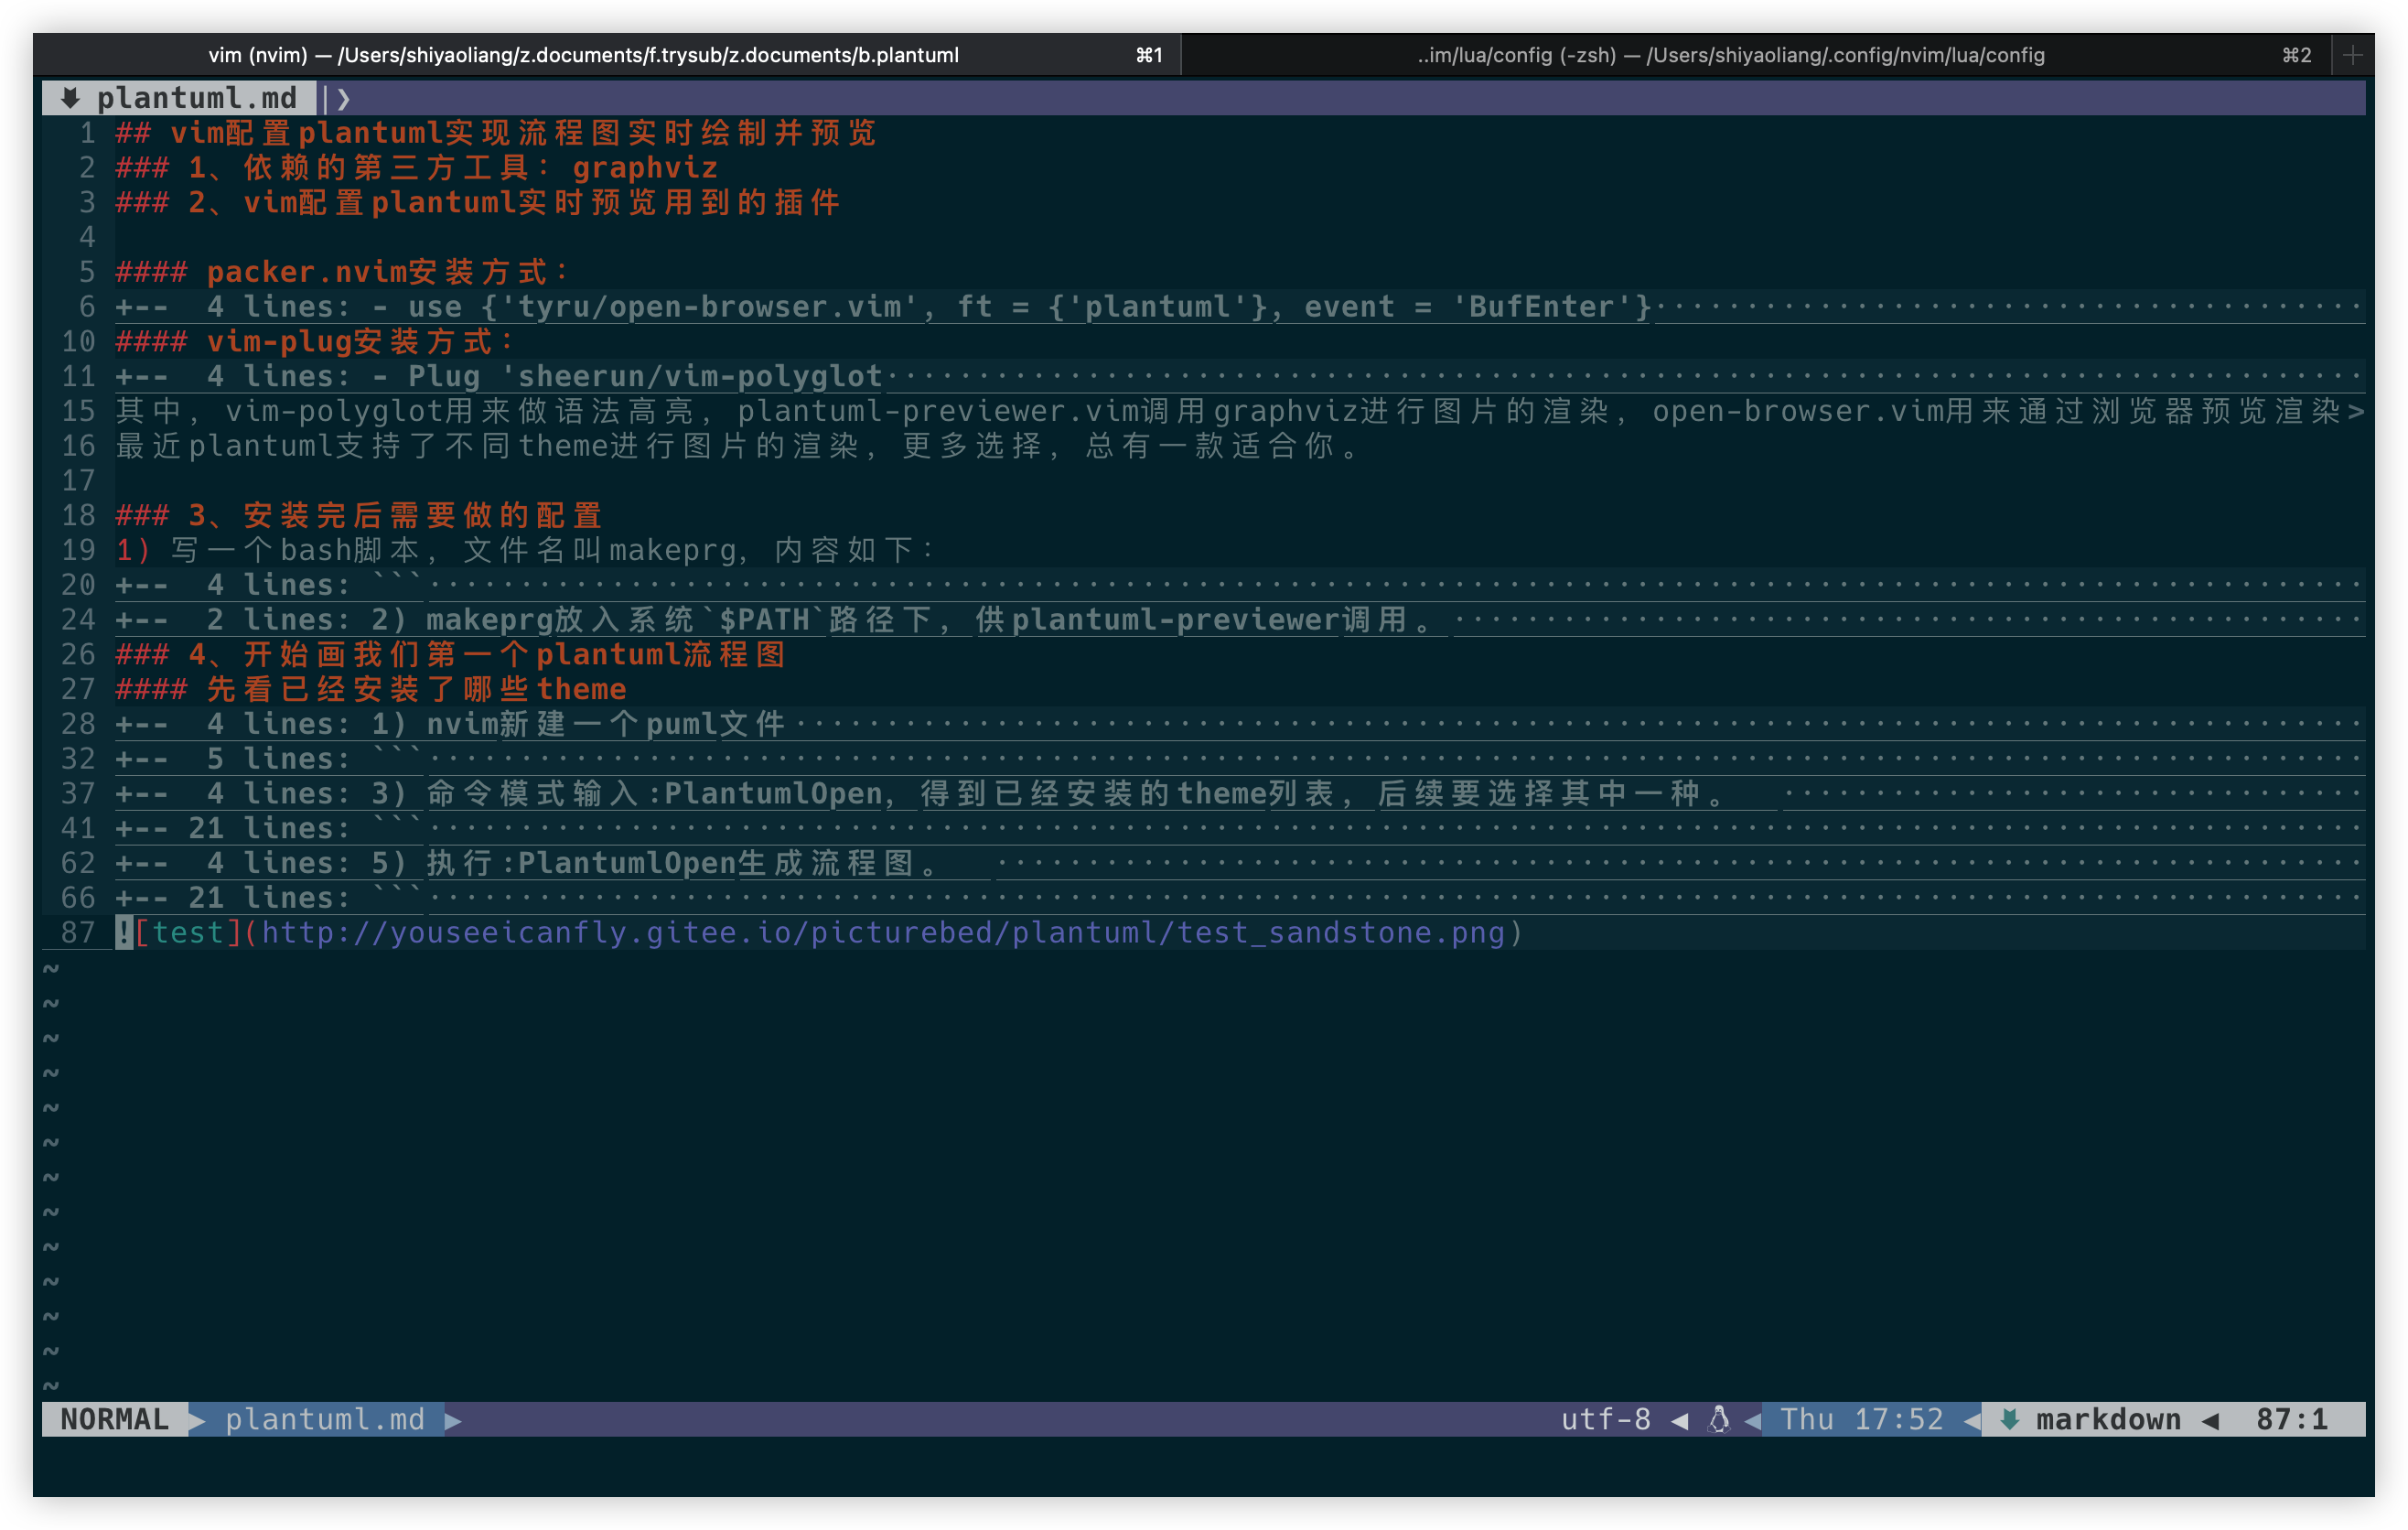 vim (nvim) — /Users/shiyaoliang/z.documents/f.trysub/z.documents/b.plantuml ⌘1 ..im/lua/config (-zsh) — /Users/shiyaoliang/.config/nvim/lua/config ⌘2 +
plantuml.md
1 ## vim配置plantuml实现流程图实时绘制并预览
2 ### 1、依赖的第三方工具：graphviz
3 ### 2、vim配置plantuml实时预览用到的插件
4
5 #### packer.nvim安装方式：
6 +--  4 lines: - use {'tyru/open-browser.vim', ft = {'plantuml'}, event = 'BufEnter'}
10 #### vim-plug安装方式：
11 +--  4 lines: - Plug 'sheerun/vim-polyglot
15 其中，vim-polyglot用来做语法高亮，plantuml-previewer.vim调用graphviz进行图片的渲染，open-browser.vim用来通过浏览器预览渲染>
16 最近plantuml支持了不同theme进行图片的渲染，更多选择，总有一款适合你。
17
18 ### 3、安装完后需要做的配置
19 1) 写一个bash脚本，文件名叫makeprg，内容如下：
20 +--  4 lines: ```
24 +--  2 lines: 2) makeprg放入系统`$PATH`路径下，供plantuml-previewer调用。
26 ### 4、开始画我们第一个plantuml流程图
27 #### 先看已经安装了哪些theme
28 +--  4 lines: 1) nvim新建一个puml文件
32 +--  5 lines: ```
37 +--  4 lines: 3) 命令模式输入:PlantumlOpen，得到已经安装的theme列表，后续要选择其中一种。
41 +-- 21 lines: ```
62 +--  4 lines: 5) 执行:PlantumlOpen生成流程图。
66 +-- 21 lines: ```
87 ![test](http://youseeicanfly.gitee.io/picturebed/plantuml/test_sandstone.png)
~
~
~
~
~
~
~
~
~
~
~
~
~
NORMAL plantuml.md utf-8 Thu 17:52 markdown 87:1